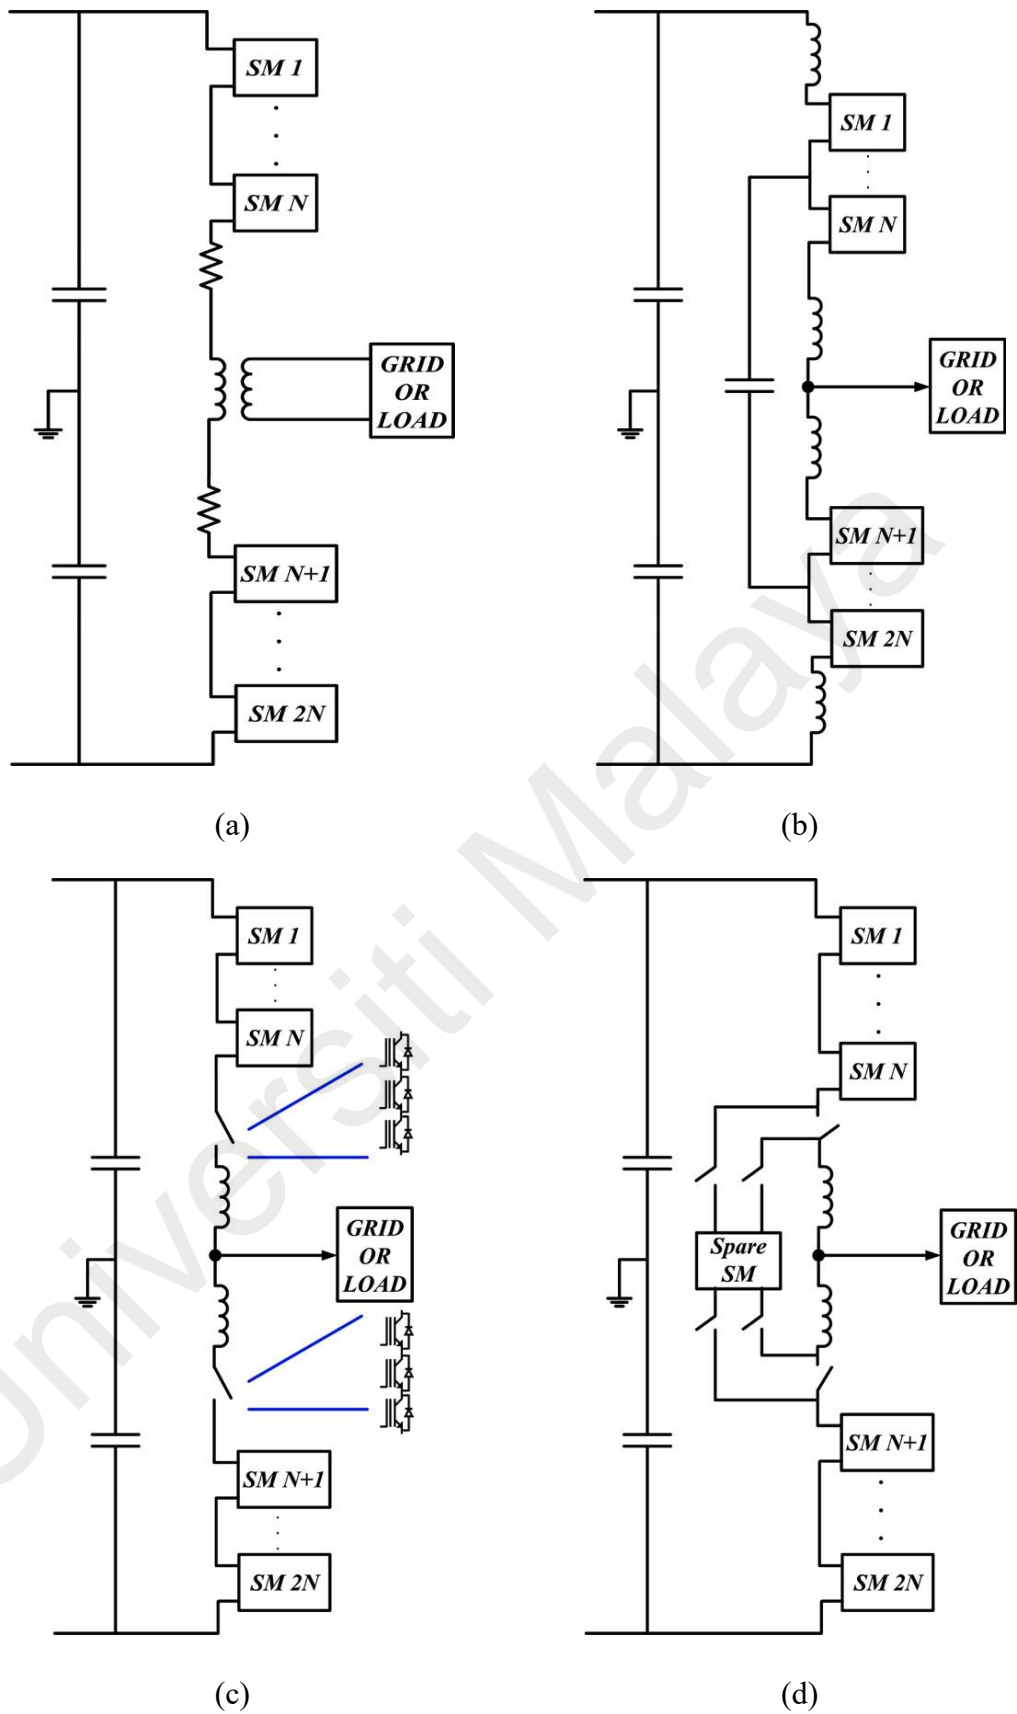 SM 1
SM N
GRID
OR
LOAD
SM N+1
SM 2N
(a)
SM 1
SM N
GRID
OR
LOAD
SM N+1
SM 2N
(b)
SM 1
SM N
GRID
OR
LOAD
SM N+1
SM 2N
(c)
SM 1
SM N
Spare
SM
GRID
OR
LOAD
SM N+1
SM 2N
(d)
Universiti Malaya